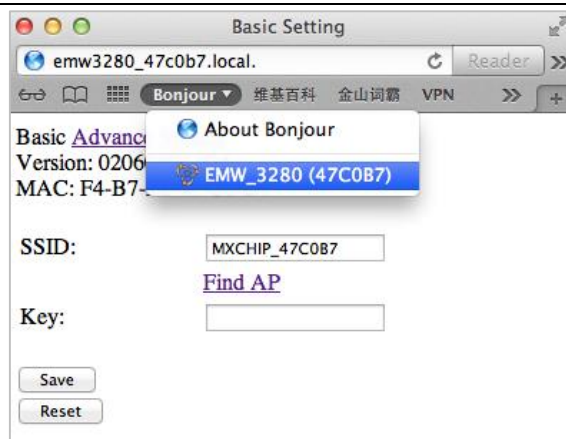 Basic Setting
emw3280_47c0b7.local.
Reader
Bonjour 维基百科 金山词霸 VPN
About Bonjour
EMW_3280 (47C0B7)
Basic
Version:
MAC: F4-B7-
SSID: MXCHIP_47C0B7
Find AP
Key:
Save
Reset